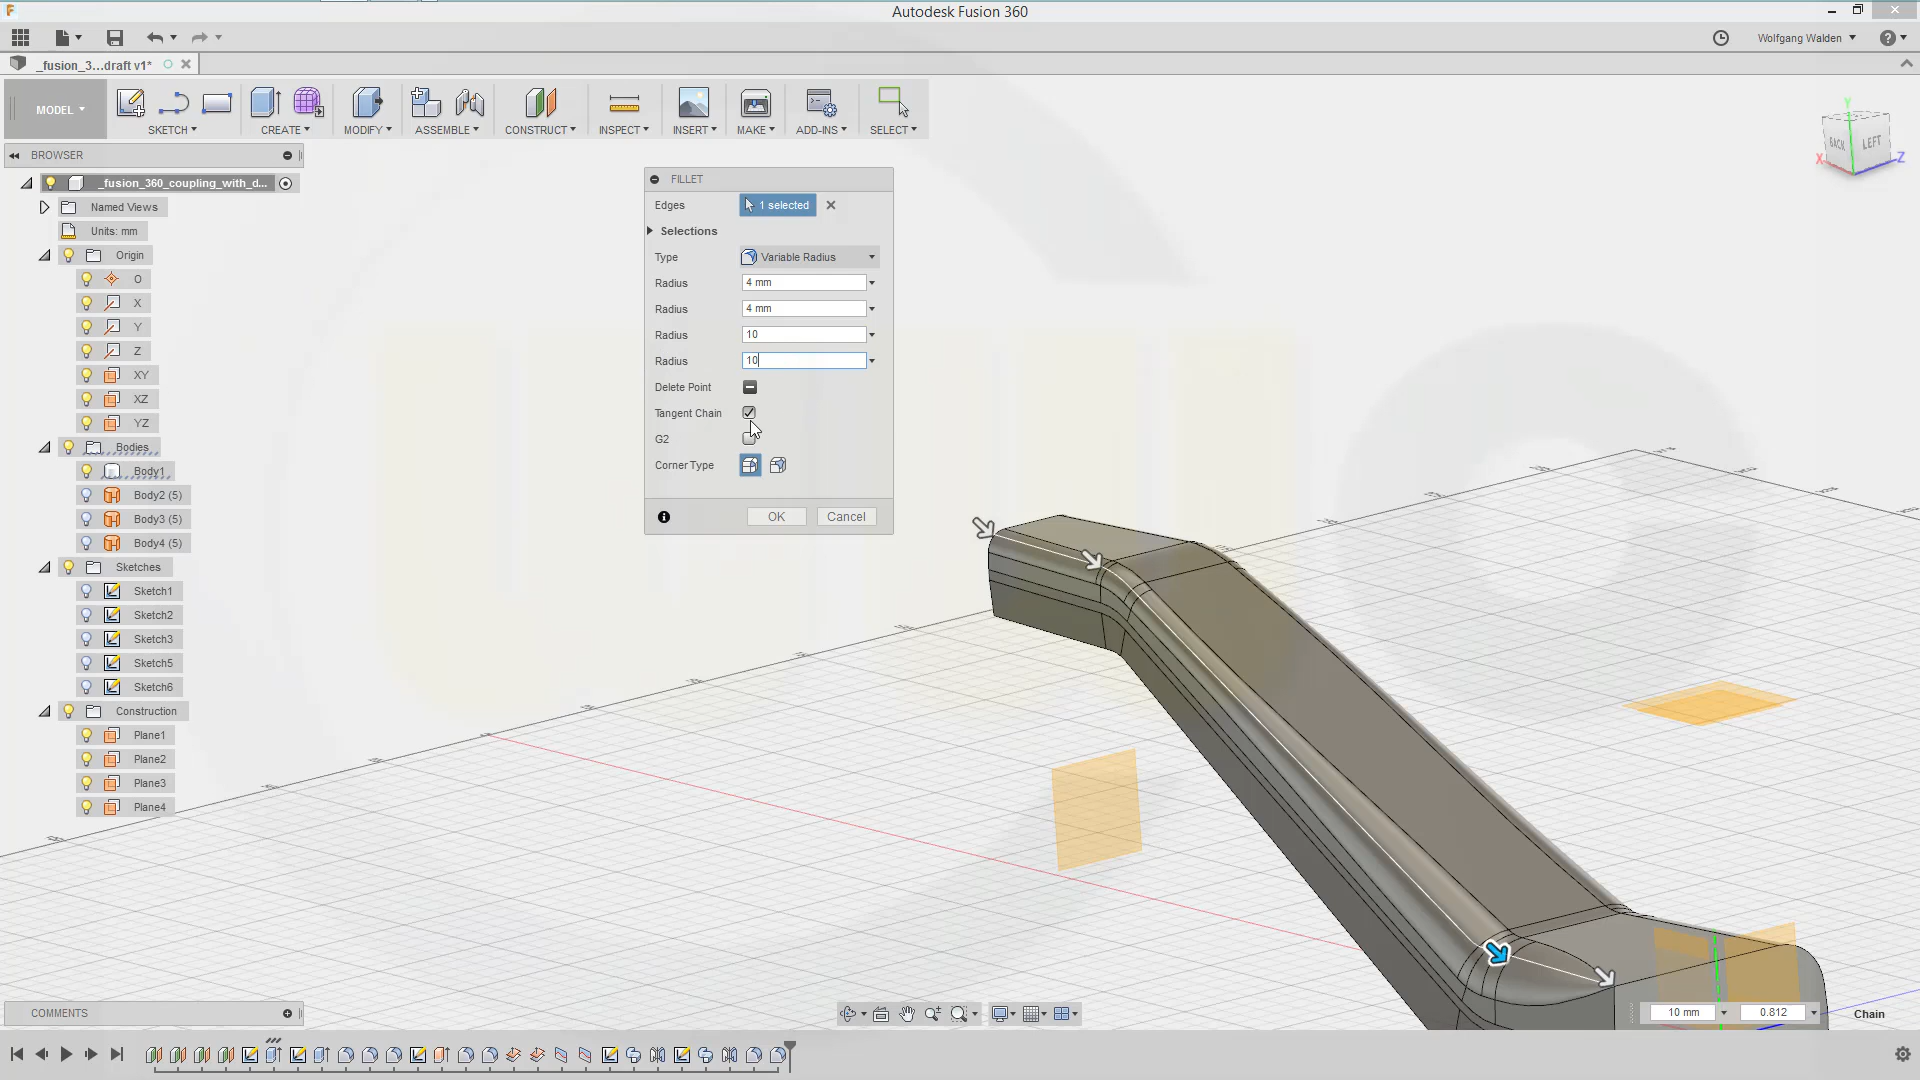 Autodesk Fusion 360
Wolfgang Walden
_fusion_3...draft v1*
MODEL
SKETCH
CREATE
MODIFY
ASSEMBLE
CONSTRUCT
INSPECT
INSERT
MAKE
ADD-INS
SELECT
BROWSER
_fusion_360_coupling_with_d...
Named Views
Units: mm
Origin
O
X
Y
Z
XY
XZ
YZ
Bodies
Body1
Body2 (5)
Body3 (5)
Body4 (5)
Sketches
Sketch1
Sketch2
Sketch3
Sketch5
Sketch6
Construction
Plane1
Plane2
Plane3
Plane4
FILLET
Edges 1 selected
Selections
Type Variable Radius
Radius 4 mm
Radius 4 mm
Radius 10
Radius 10
Delete Point
Tangent Chain
G2
Corner Type
OK Cancel
Y
BACK LEFT
X Z
10 mm 0.812 Chain
COMMENTS